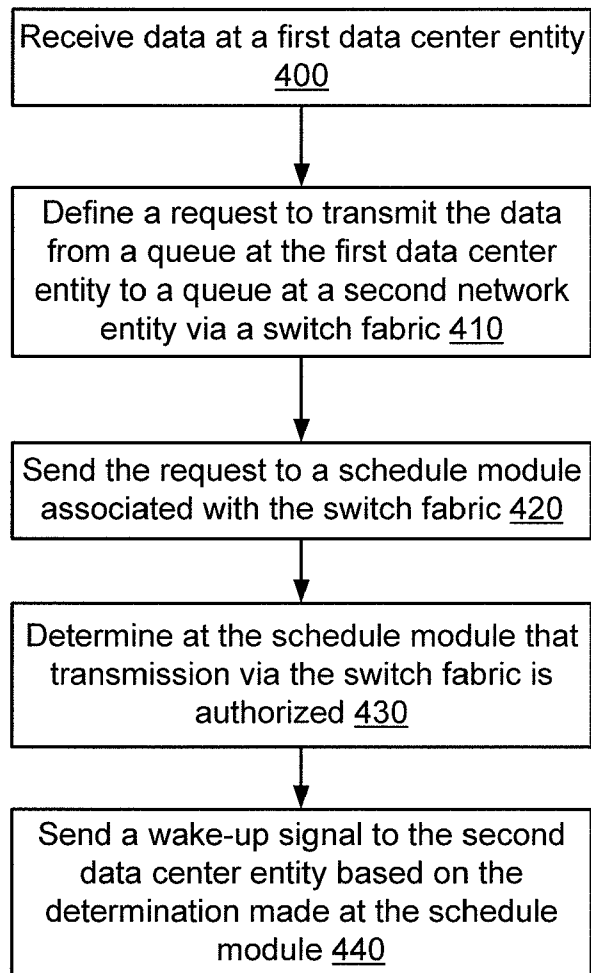 Receive data at a first data center entity
400
Define a request to transmit the data
from a queue at the first data center
entity to a queue at a second network
entity via a switch fabric 410
Send the request to a schedule module
associated with the switch fabric 420
Determine at the schedule module that
transmission via the switch fabric is
authorized 430
Send a wake-up signal to the second
data center entity based on the
determination made at the schedule
module 440